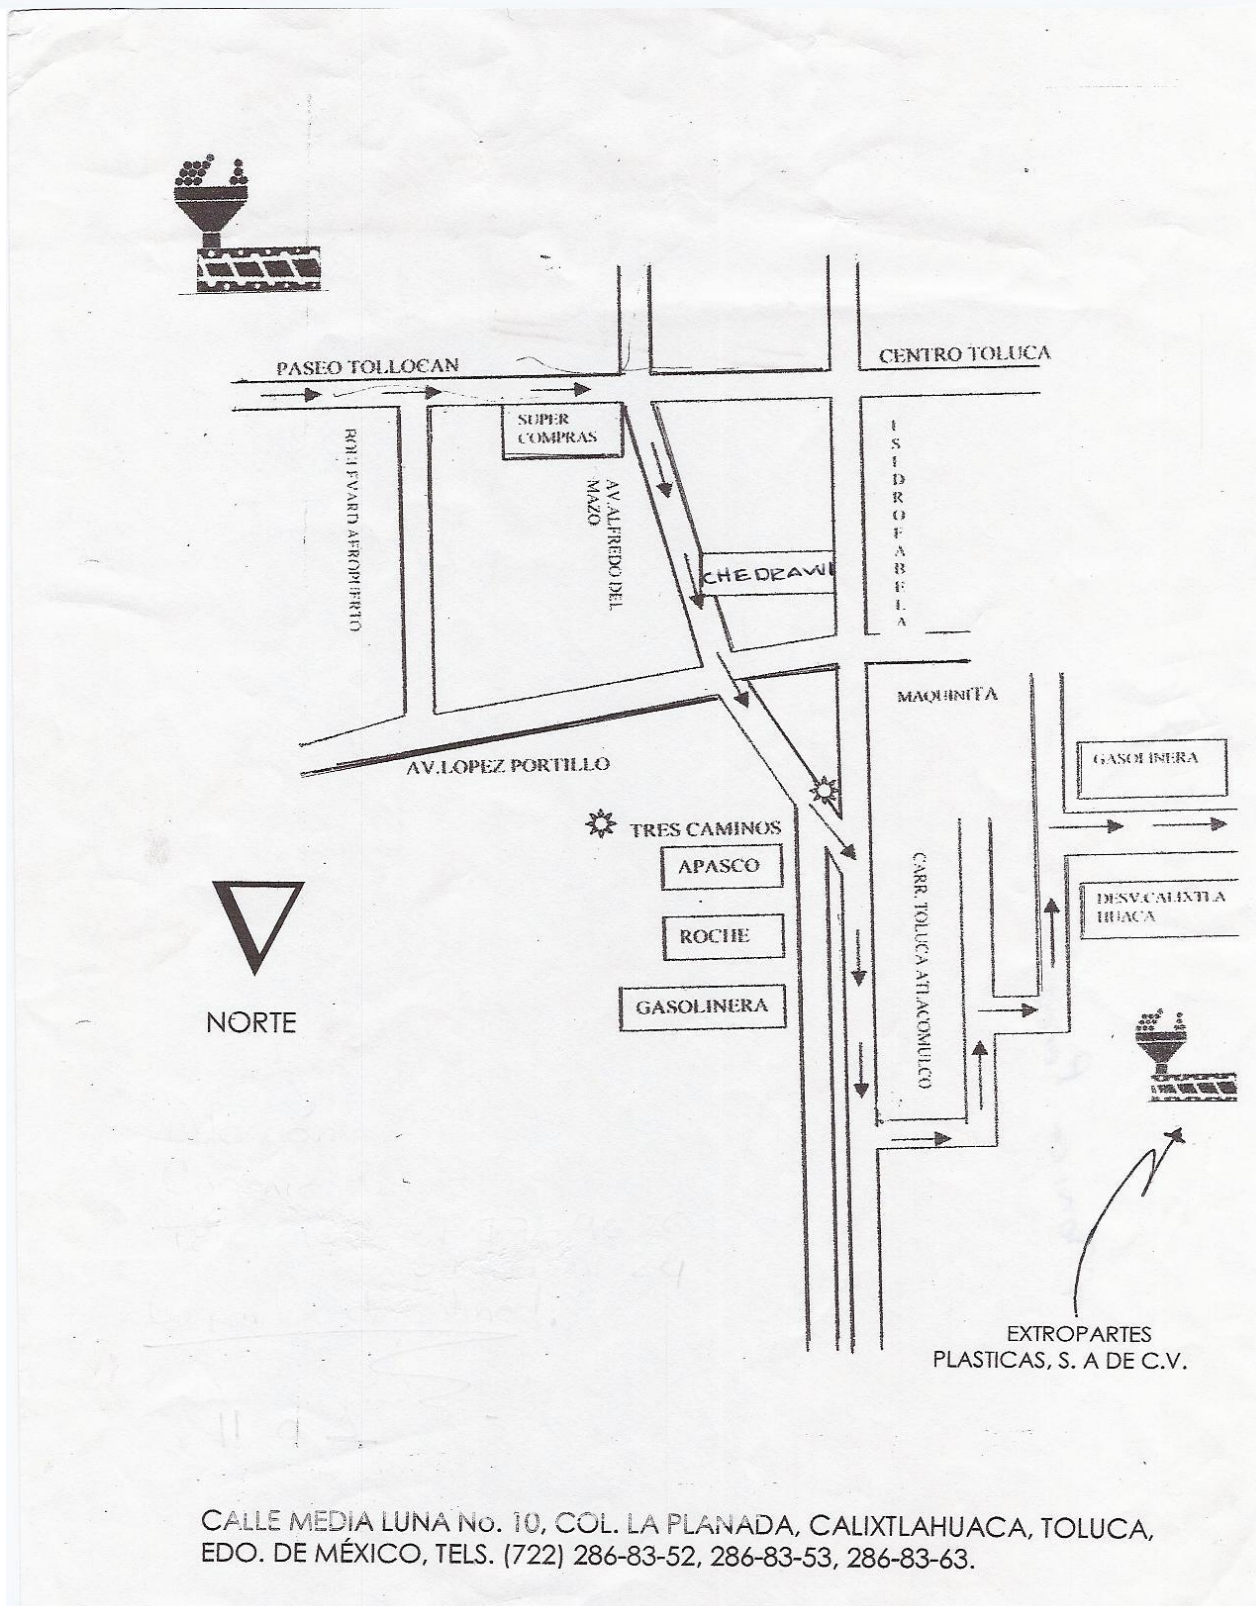 PASEO TOLLOCAN
CENTRO TOLUCA
SUPER
COMPRAS
BOULEVARD AEROPUERTO
AV.ALFREDO DEL
MAZO
ISIDRO FABELA
CHEDRAWI
MAQUINITA
AV.LOPEZ PORTILLO
GASOLINERA
TRES CAMINOS
APASCO
ROCHE
GASOLINERA
CARR. TOLUCA ATLACOMULCO
DESV.CALIXTLA
HUACA
NORTE
EXTROPARTES
PLASTICAS, S. A DE C.V.
CALLE MEDIA LUNA No. 10, COL. LA PLANADA, CALIXTLAHUACA, TOLUCA,
EDO. DE MÉXICO, TELS. (722) 286-83-52, 286-83-53, 286-83-63.